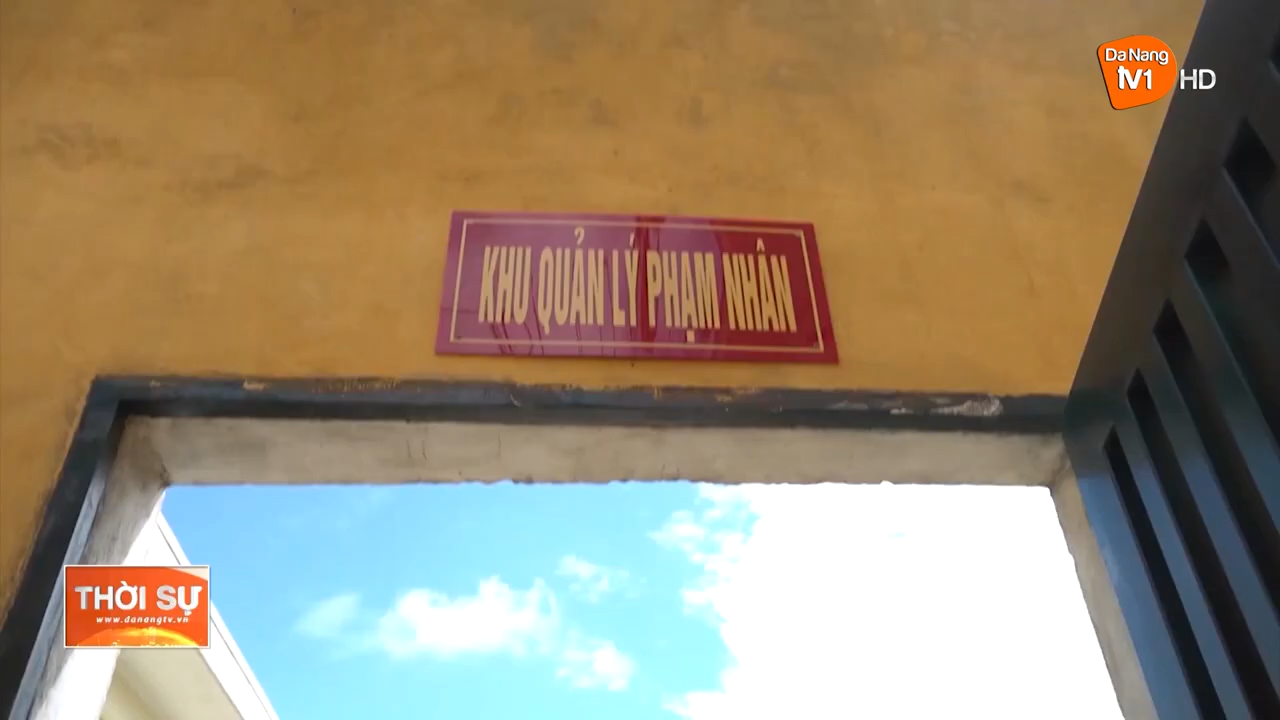 Da Nang
TV1 HD
KHU QUẢN LÝ PHẠM NHÂN
THỜI SỰ
www.danangtv.vn